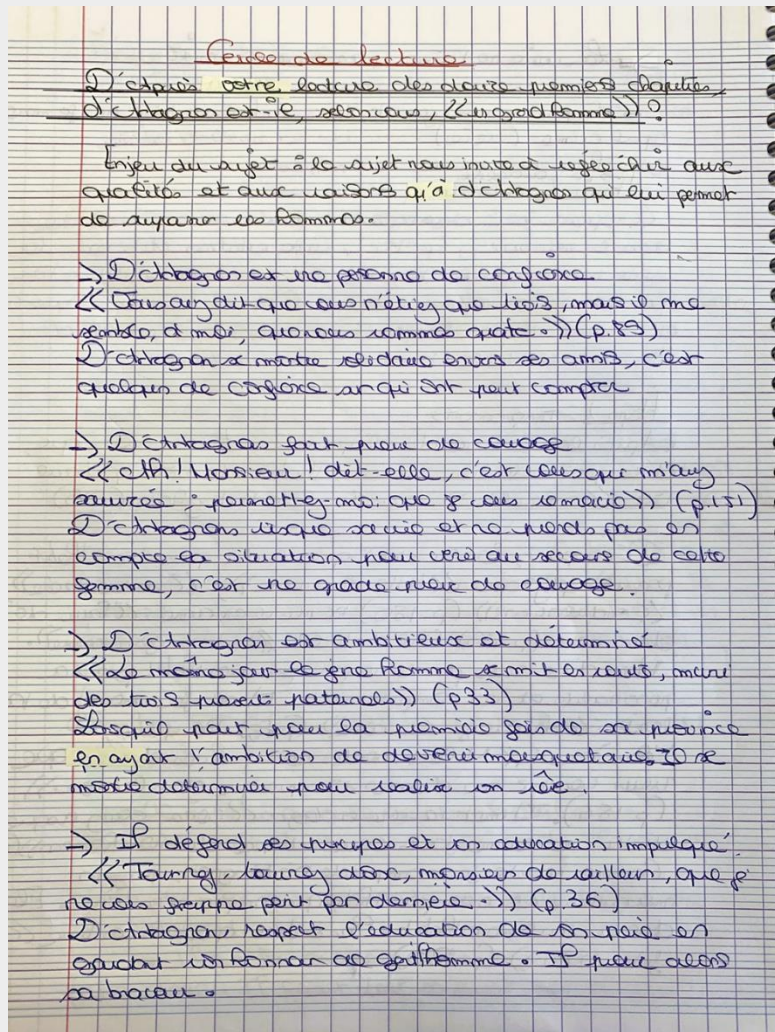 Cercle de lecture
D'Après votre lecture des douze premiers chapitres,
d'Artagnan est-il, selon vous, << un grand homme >> ?
Enjeu du sujet : le sujet nous invite à réfléchir aux
qualités et aux raisons qu'à d'Artagnan qui lui permet
de surpasser les hommes.
-> D'Artagnan est une personne de confiance
<< Vous avez dit que vous n'étiez que trois, mais il me
semble, à moi, que nous sommes quatre. >> (p.89)
D'Artagnan se montre solidaire envers ses amis, c'est
quelqun de confiance sur qui ont peut compter
-> D'Artagnan fait preuve de courage
<< Ah ! Monsieur ! dit-elle, c'est vous qui m'avez
sauvée ; permettez-moi que je vous remercie >> (p.151)
D'Artagnan risque sa vie et ne prends pas en
compte la situation pour venir au secours de cette
femme, c'est une grande preuve de courage.
-> D'Artagnan est ambitieux et déterminé
<< Le même jour le jeune homme se mit en route, muni
des trois présents paternels >> (p33)
Lorsquil part pour la première fois de sa province
en ayant l'ambition de devenir mousquetaire. Il se
montre déterminé pour réaliser son rêve.
-> Il défend ses principes et son éducation
<< Tournez, tournez donc, monsieur le railleur, que je
ne vous frappe point par derrière. >> (p.36)
D'Artagnan respect l'éducation de son père en
gardant son honneur de gentilhomme. Il prouve alors
sa bravoure.